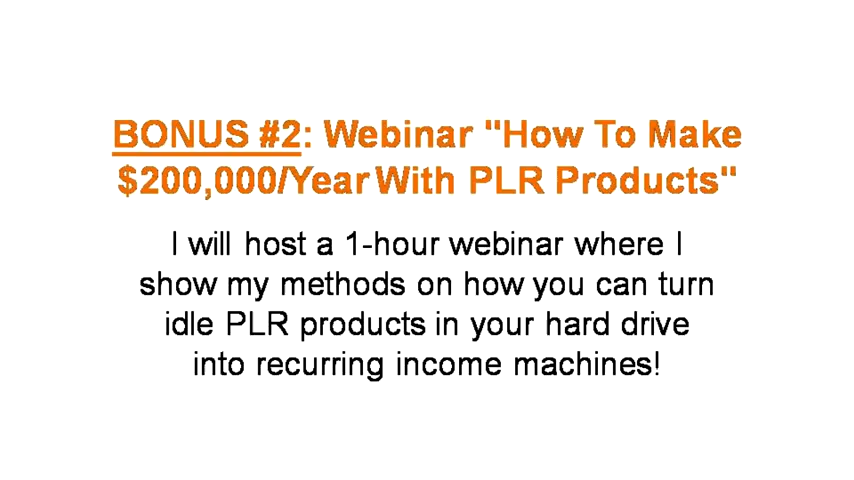 BONUS #2: Webinar "How To Make
$200,000/Year With PLR Products"
I will host a 1-hour webinar where I
show my methods on how you can turn
idle PLR products in your hard drive
into recurring income machines!